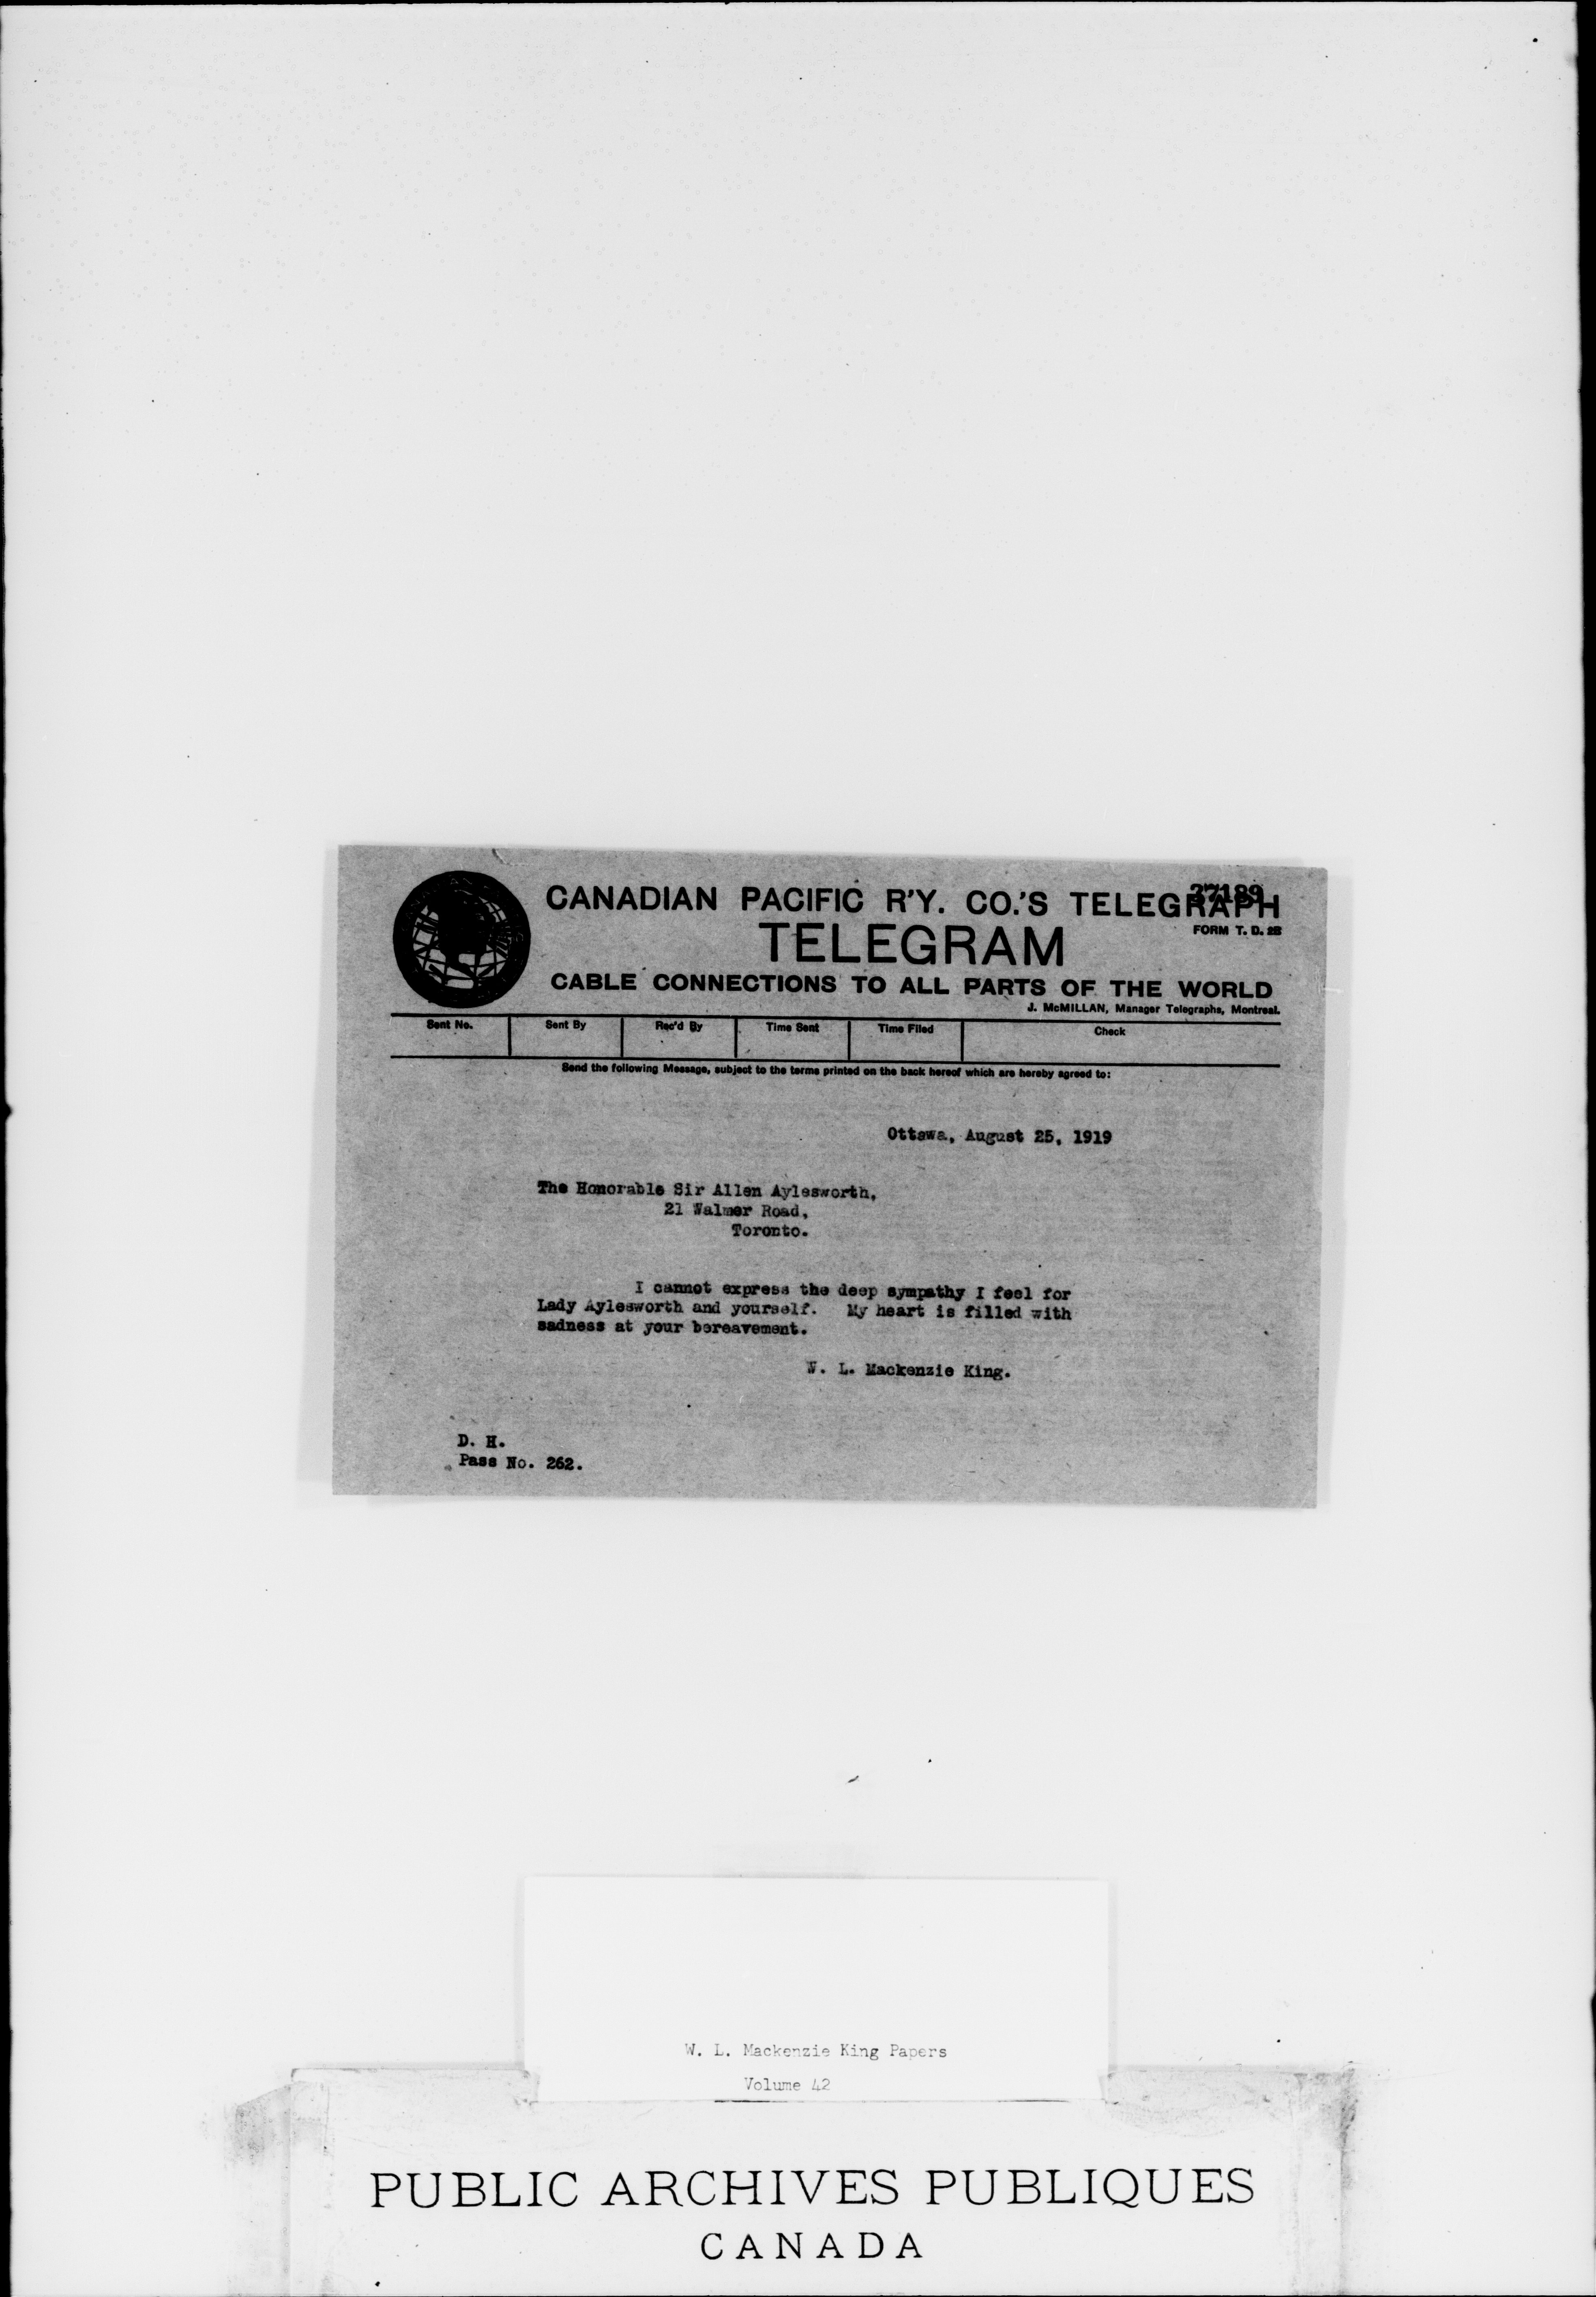 37189
CANADIAN PACIFIC R'Y. CO.'S TELEGRAPH
FORM T. D. 2B
TELEGRAM
CABLE CONNECTIONS TO ALL PARTS OF THE WORLD
J. McMILLAN, Manager Telegraphs, Montreal.
Sent No. Sent By Rec'd By Time Sent Time Filed Check
Send the following Message, subject to the terms printed on the back hereof which are hereby agreed to:
Ottawa, August 25, 1919
The Honorable Sir Allen Aylesworth,
21 Walmer Road,
Toronto.
I cannot express the deep sympathy I feel for
Lady Aylesworth and yourself. My heart is filled with
sadness at your bereavement.
W. L. Mackenzie King.
D. H.
Pass No. 262.
W. L. Mackenzie King Papers
Volume 42
PUBLIC ARCHIVES PUBLIQUES
CANADA